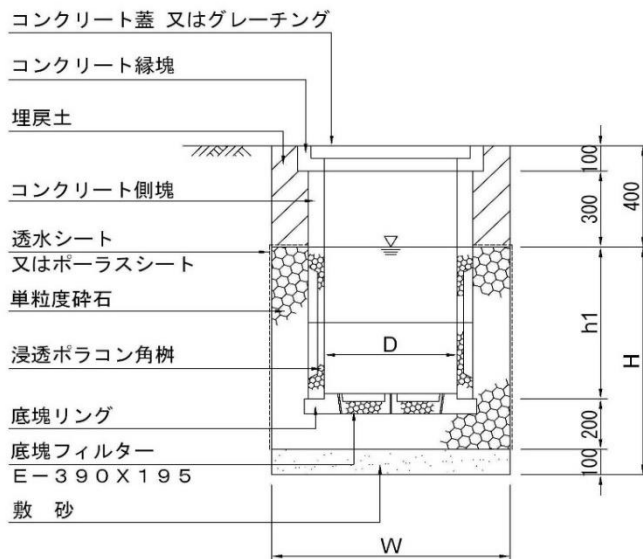 コンクリート蓋 又はグレーチング
コンクリート縁塊
埋戻土
コンクリート側塊
透水シート
又はポーラスシート
単粒度砕石
浸透ポラコン角桝
底塊リング
底塊フィルター
E－390X195
敷 砂
100
300
400
h1
H
200
100
D
W